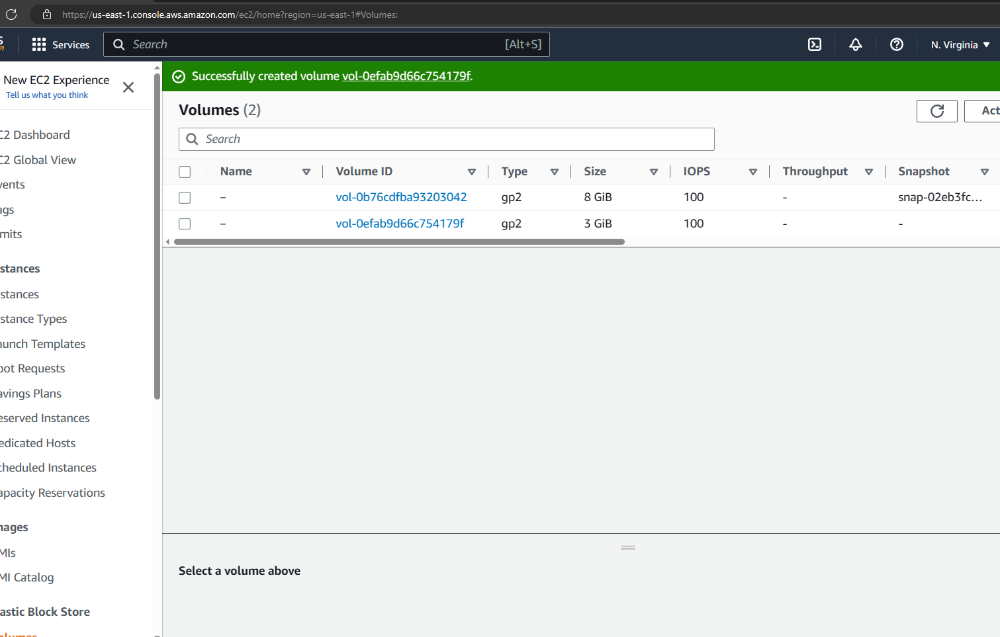 https://us-east-1.console.aws.amazon.com/ec2/home?region=us-east-1#Volumes:
Services
Search
[Alt+S]
N. Virginia
New EC2 Experience
Tell us what you think
C2 Dashboard
C2 Global View
vents
ags
mits
stances
stances
stance Types
aunch Templates
pot Requests
avings Plans
eserved Instances
edicated Hosts
cheduled Instances
apacity Reservations
mages
MIs
MI Catalog
astic Block Store
olumes
Successfully created volume vol-0efab9d66c754179f.
Volumes (2)
Act
Search
Name Volume ID Type Size IOPS Throughput Snapshot
– vol-0b76cdfba93203042 gp2 8 GiB 100 - snap-02eb3fc...
– vol-0efab9d66c754179f gp2 3 GiB 100 - -
Select a volume above